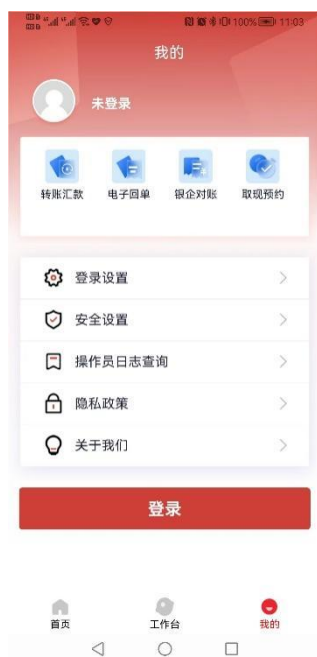 100% 11:03
我的
未登录
转账汇款 电子回单 银企对账 取现预约
登录设置
安全设置
操作员日志查询
隐私政策
关于我们
登录
首页 工作台 我的